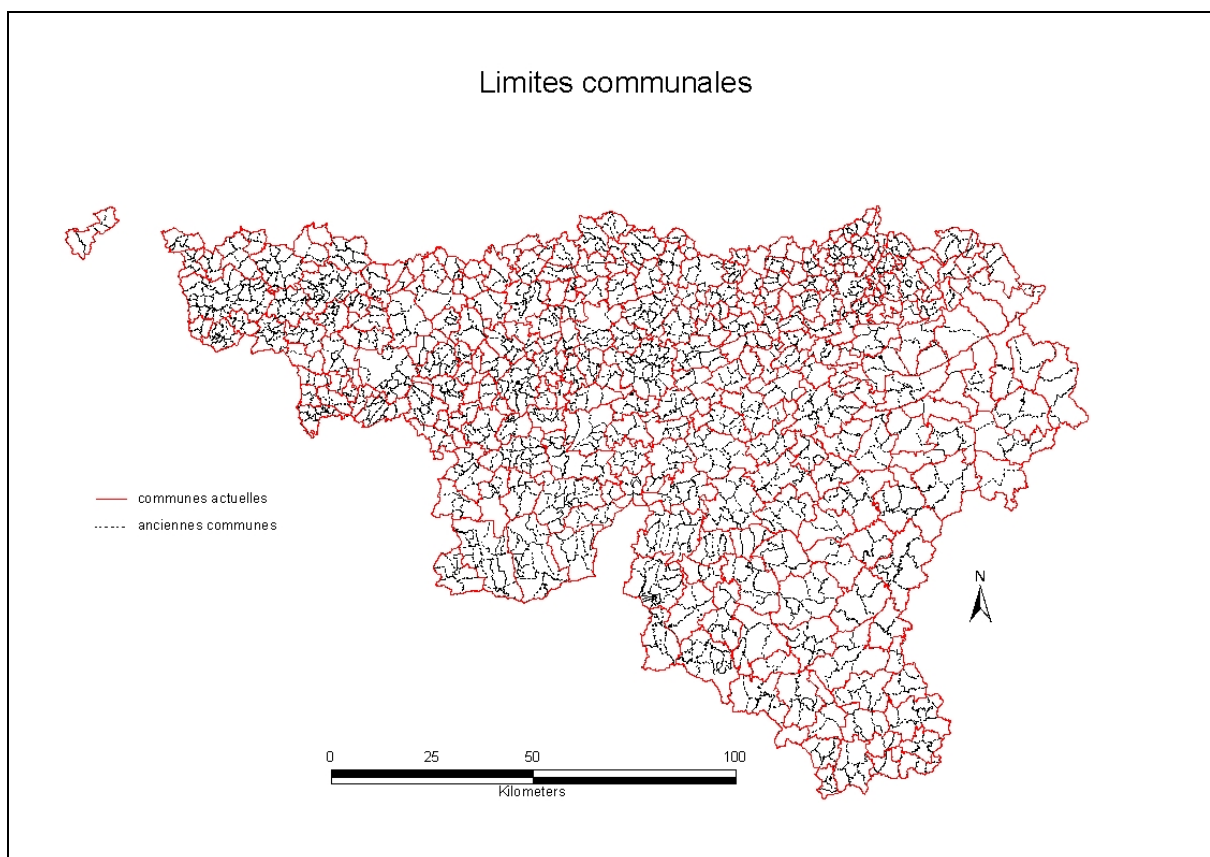 Limites communales
communes actuelles
anciennes communes
N
0 25 50 100
Kilometers